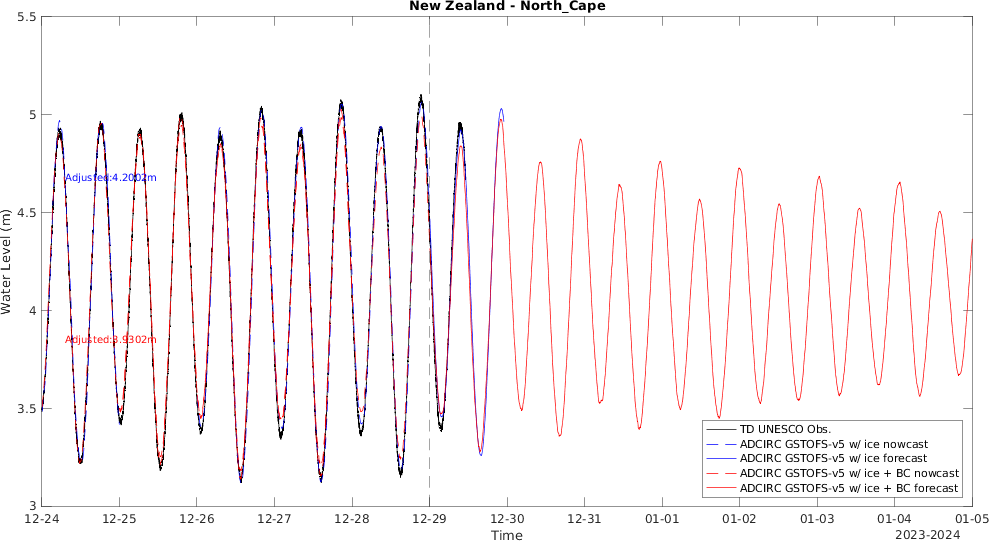 New Zealand - North_Cape
5.5
5
4.5
4
3.5
3
Water Level (m)
Adjusted:4.2002m
Adjusted:3.9302m
TD UNESCO Obs.
ADCIRC GSTOFS-v5 w/ ice nowcast
ADCIRC GSTOFS-v5 w/ ice forecast
ADCIRC GSTOFS-v5 w/ ice + BC nowcast
ADCIRC GSTOFS-v5 w/ ice + BC forecast
12-24 12-25 12-26 12-27 12-28 12-29 12-30 12-31 01-01 01-02 01-03 01-04 01-05
Time
2023-2024